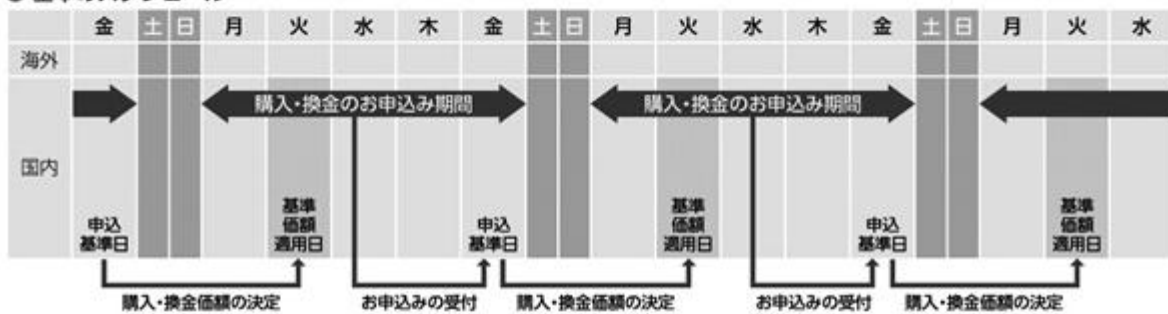 金 土 日 月 火 水 木 金 土 日 月 火 水 木 金 土 日 月 火 水
海外
購入・換金のお申込み期間 購入・換金のお申込み期間
国内
申込
基準日
基準
価額
適用日
申込
基準日
基準
価額
適用日
申込
基準日
基準
価額
適用日
購入・換金価額の決定 お申込みの受付 購入・換金価額の決定 お申込みの受付 購入・換金価額の決定